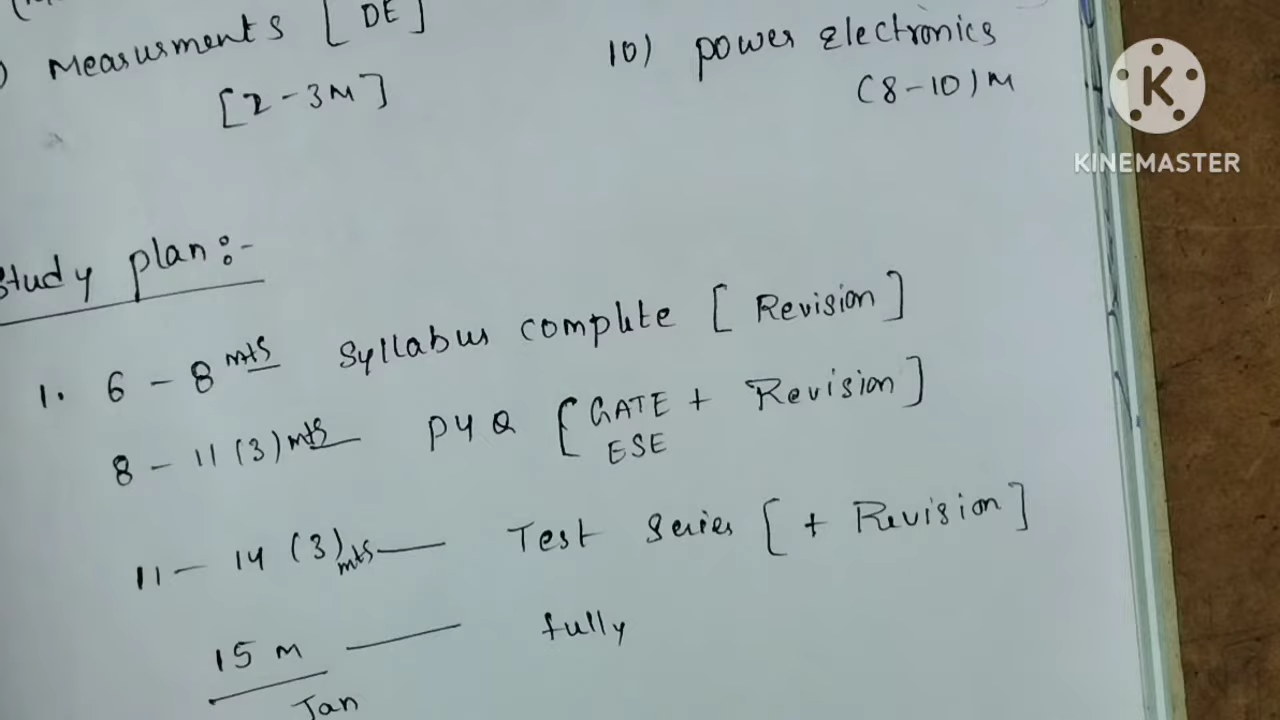 ) Measurments [ DE ]
[2 - 3M]
10) power Electronics
(8-10) M
K
KINEMASTER
Study plan :-
1. 6 - 8 mts Syllabus complete [ Revision ]
8 - 11 (3) mts — PYQ [ GATE + Revision ]
ESE
11 — 14 (3) mts — Test Series [ + Revision ]
15 M — fully
Jan